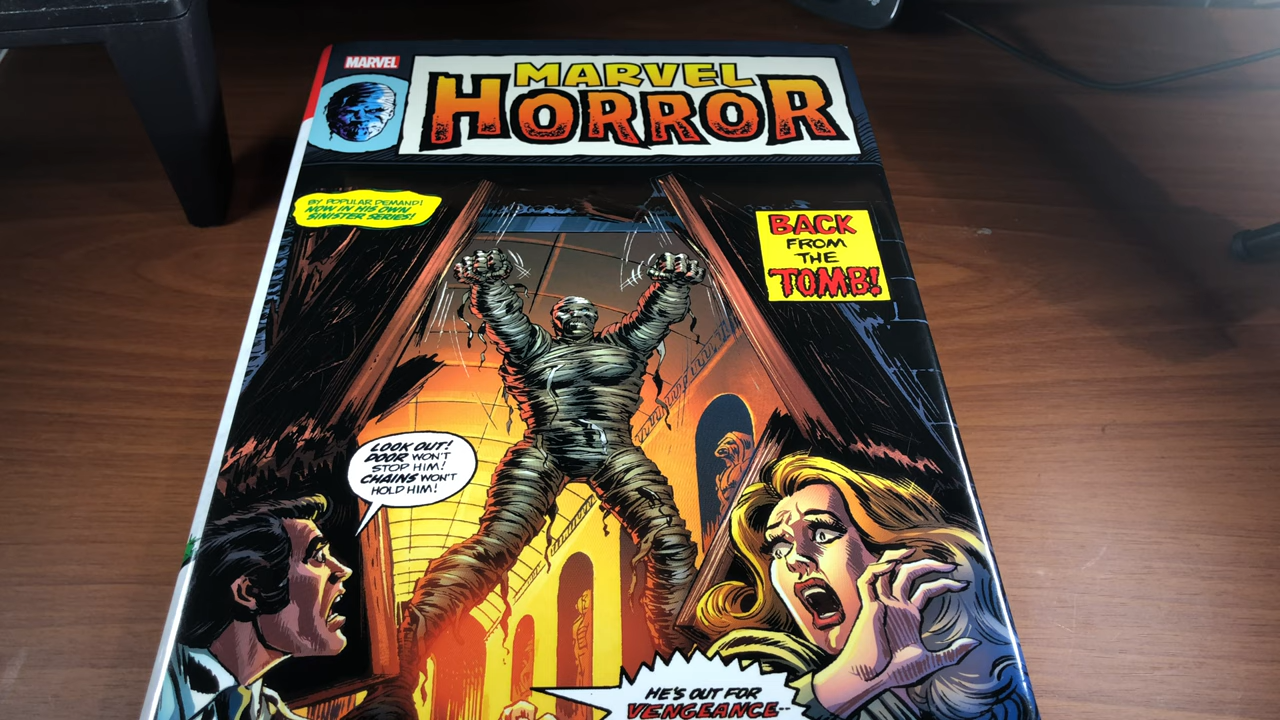 MARVEL
MARVEL
HORROR
BY POPULAR DEMAND!
NOW IN HIS OWN
SINISTER SERIES!
BACK
FROM
THE
TOMB!
LOOK OUT!
DOOR WON'T
STOP HIM!
CHAINS WON'T
HOLD HIM!
HE'S OUT FOR
VENGEANCE--